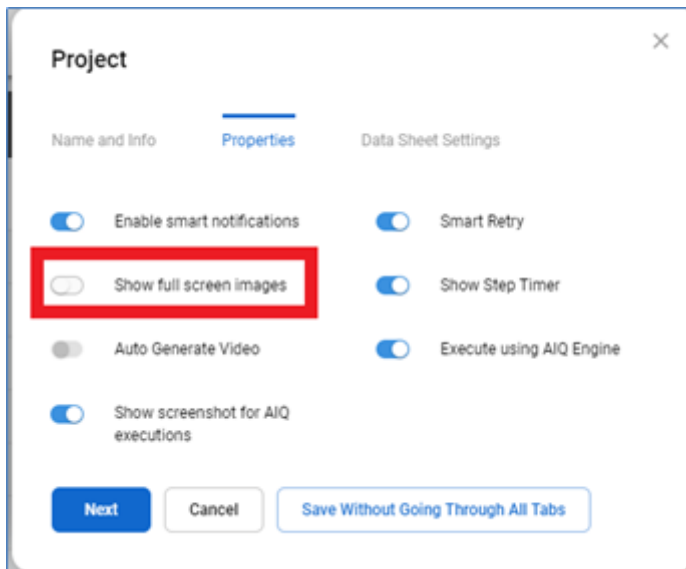 Project
Name and Info
Properties
Data Sheet Settings
Enable smart notifications
Smart Retry
Show full screen images
Show Step Timer
Auto Generate Video
Execute using AIQ Engine
Show screenshot for AIQ
executions
Next
Cancel
Save Without Going Through All Tabs